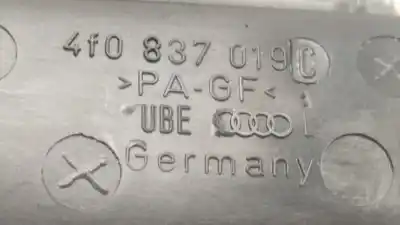 4f0 837 019 C
>PA-GF<
UBE
Germany